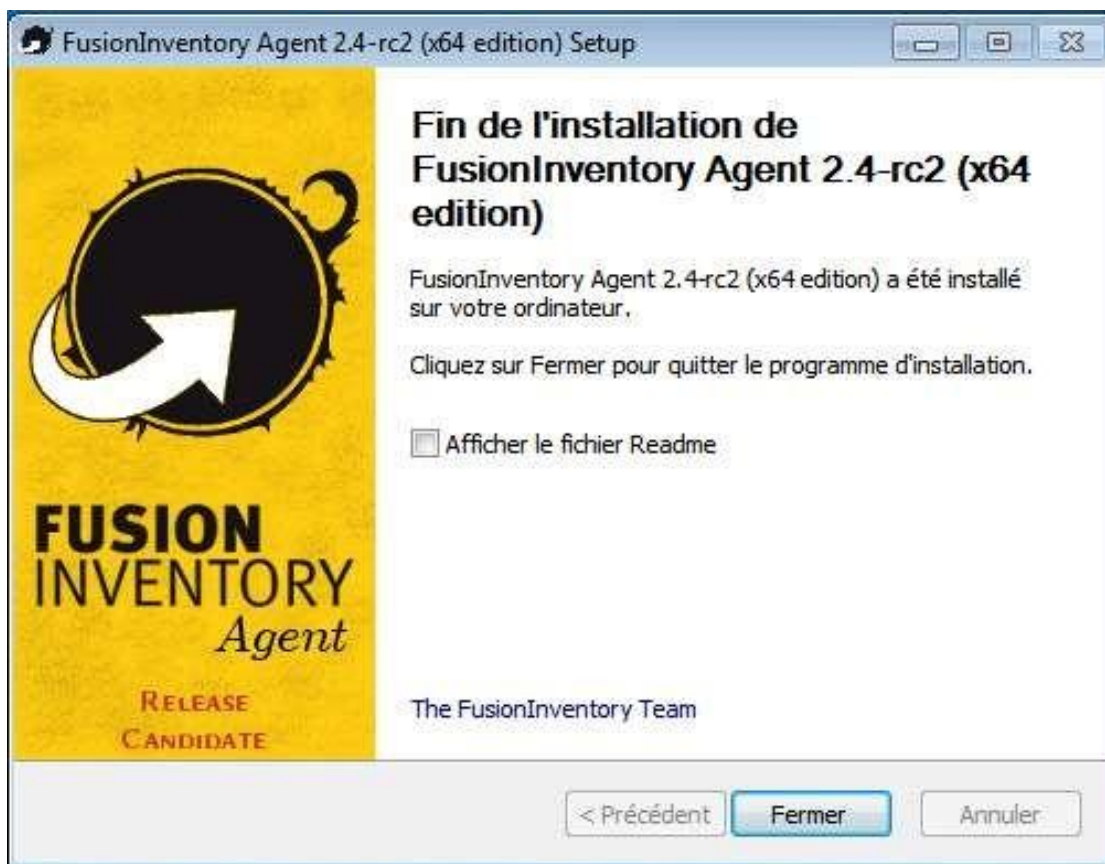 FusionInventory Agent 2.4-rc2 (x64 edition) Setup
Fin de l'installation de
FusionInventory Agent 2.4-rc2 (x64
edition)
FusionInventory Agent 2.4-rc2 (x64 edition) a été installé
sur votre ordinateur.
Cliquez sur Fermer pour quitter le programme d'installation.
Afficher le fichier Readme
FUSION
INVENTORY
Agent
RELEASE
CANDIDATE
The FusionInventory Team
< Précédent
Fermer
Annuler